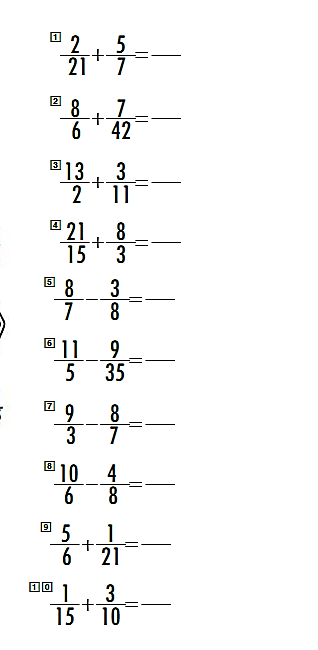 1 2/21 + 5/7 =
2 8/6 + 7/42 =
3 13/2 + 3/11 =
4 21/15 + 8/3 =
5 8/7 − 3/8 =
6 11/5 − 9/35 =
7 9/3 − 8/7 =
8 10/6 − 4/8 =
9 5/6 + 1/21 =
10 1/15 + 3/10 =